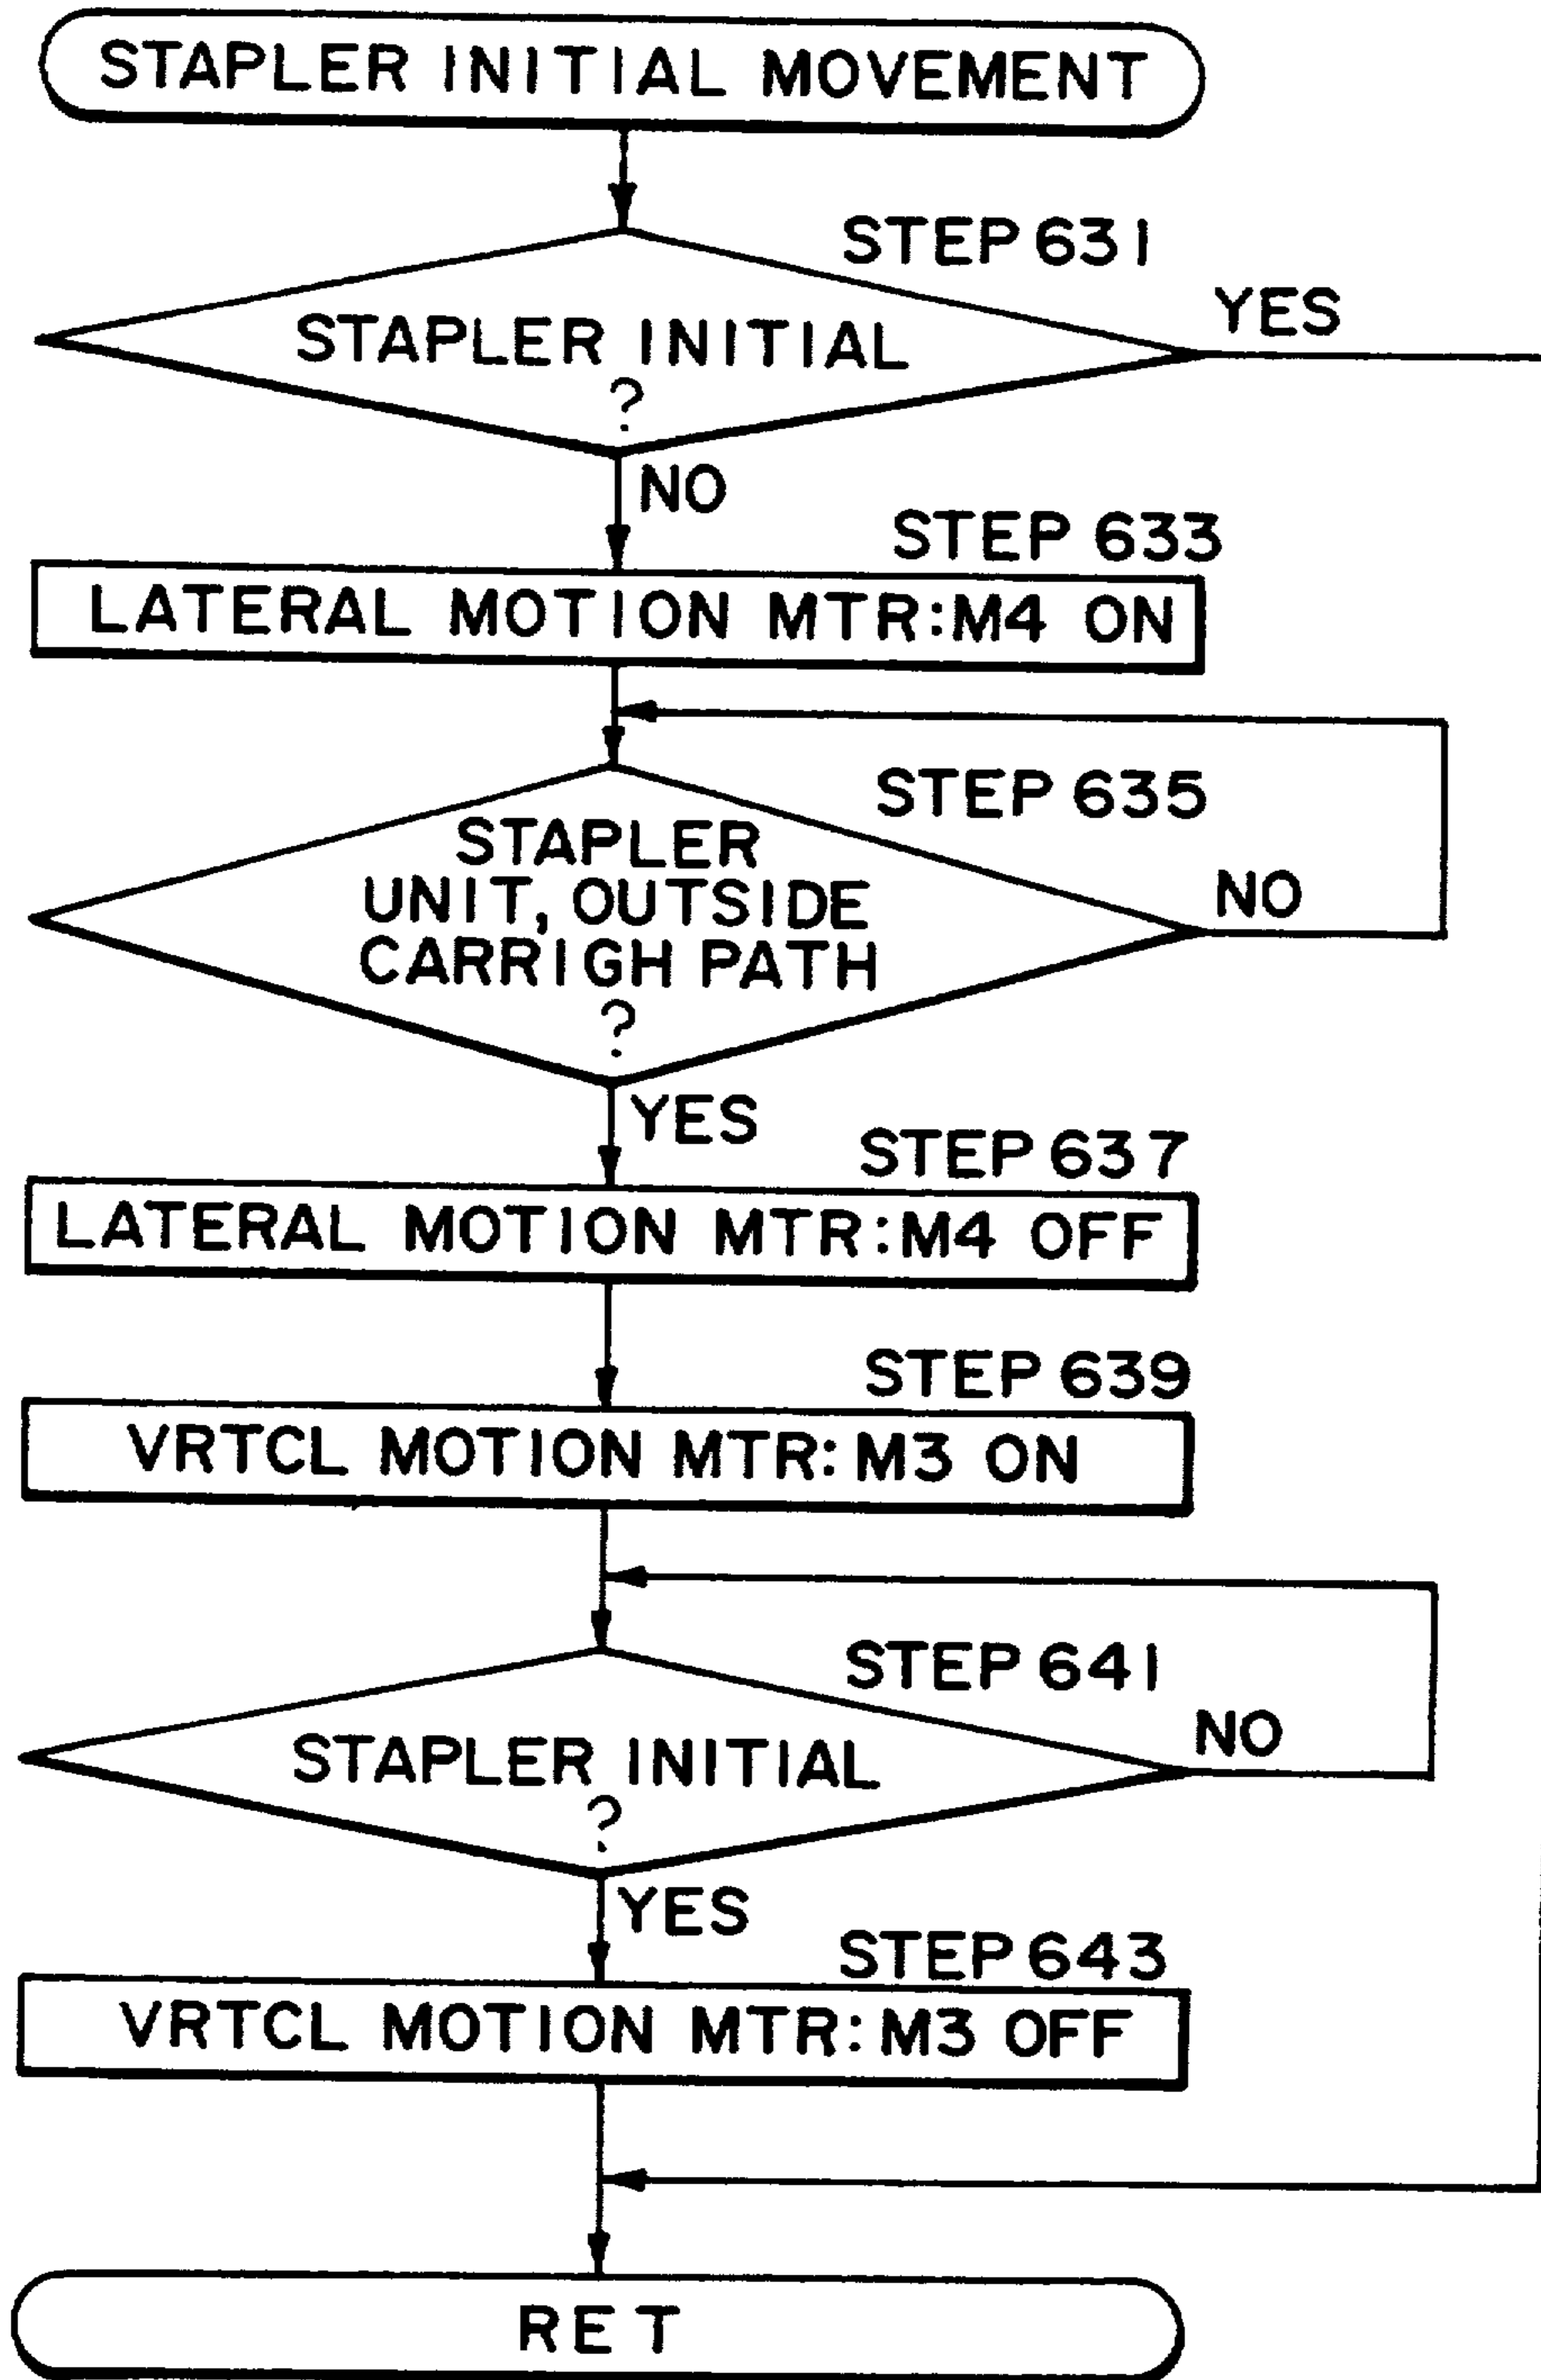 STAPLER INITIAL MOVEMENT
STEP 631
YES
STAPLER INITIAL
?
NO
STEP 633
LATERAL MOTION MTR:M4 ON
STEP 635
STAPLER
UNIT, OUTSIDE
NO
CARRIGH PATH
?
YES
STEP 637
LATERAL MOTION MTR:M4 OFF
STEP 639
VRTCL MOTION MTR:M3 ON
STEP 641
NO
STAPLER INITIAL
?
YES
STEP 643
VRTCL MOTION MTR:M3 OFF
RET